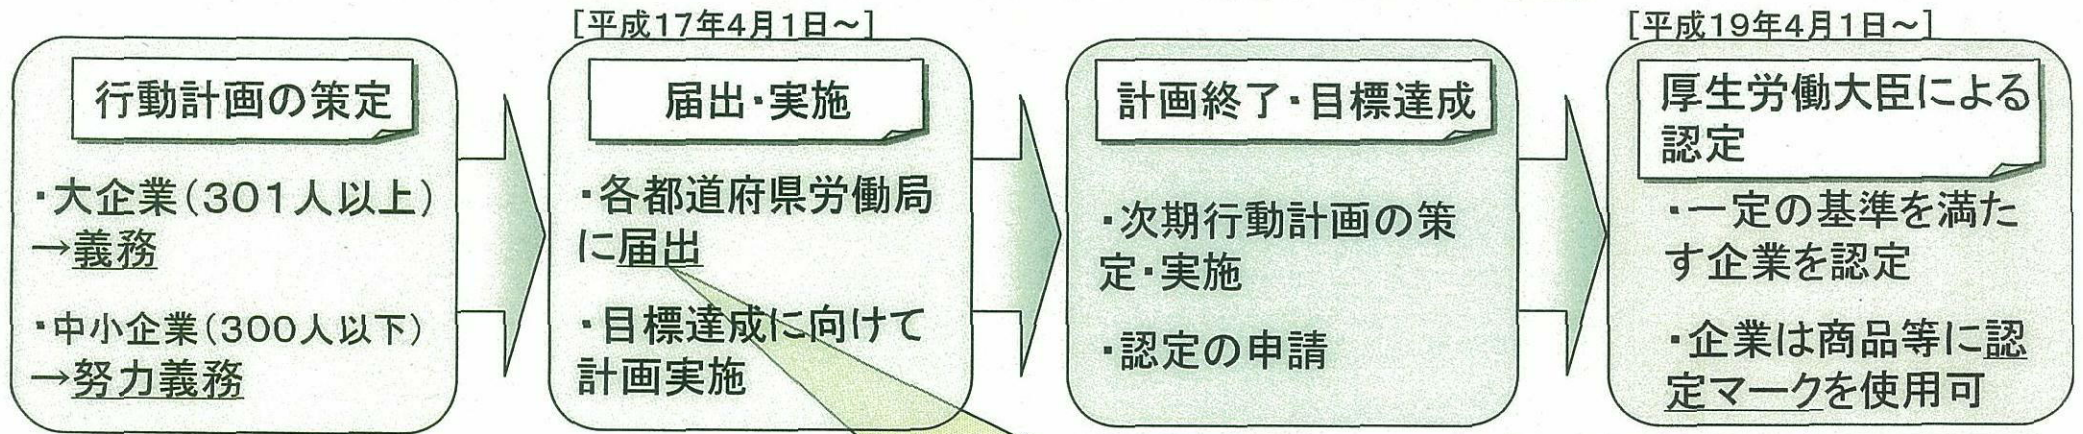 行動計画の策定
・大企業(301人以上)
→義務
・中小企業(300人以下)
→努力義務
[平成17年4月1日～]
届出・実施
・各都道府県労働局
に届出
・目標達成に向けて
計画実施
計画終了・目標達成
・次期行動計画の策
定・実施
・認定の申請
[平成19年4月1日～]
厚生労働大臣による
認定
・一定の基準を満た
す企業を認定
・企業は商品等に認
定マークを使用可